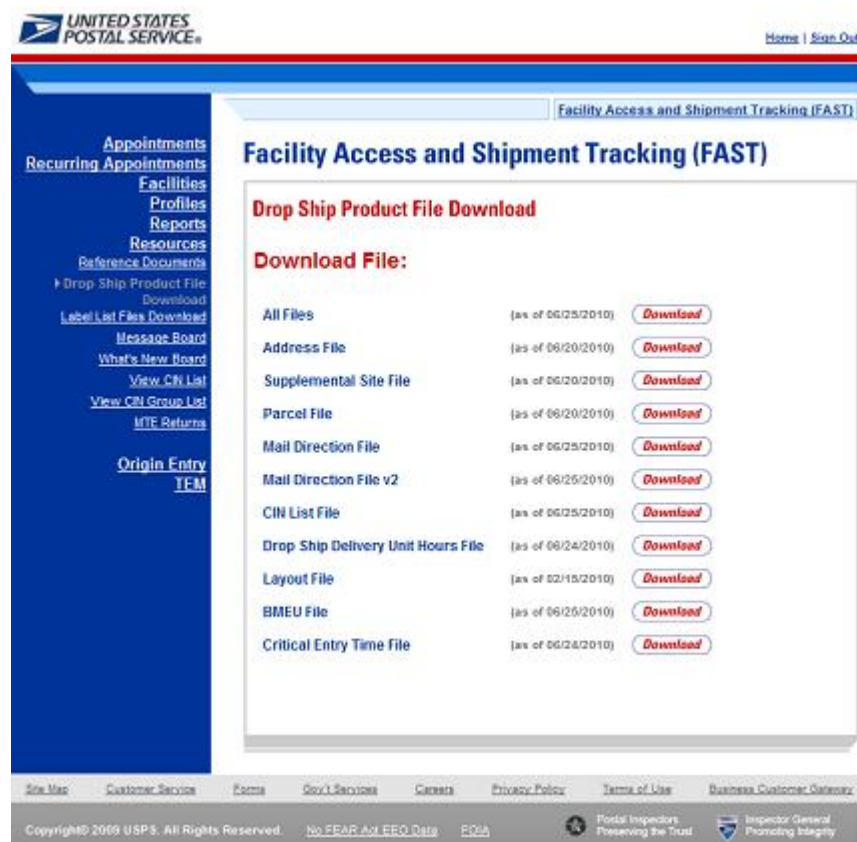 UNITED STATES
POSTAL SERVICE®
Home | Sign Out
Facility Access and Shipment Tracking (FAST)
Appointments
Recurring Appointments
Facilities
Profiles
Reports
Resources
Reference Documents
Drop Ship Product File
Download
Label List Files Download
Message Board
What's New Board
View CIN List
View CIN Group List
MTE Returns
Origin Entry
TEM
Facility Access and Shipment Tracking (FAST)
Drop Ship Product File Download
Download File:
All Files (as of 06/25/2010) Download
Address File (as of 06/20/2010) Download
Supplemental Site File (as of 06/20/2010) Download
Parcel File (as of 06/20/2010) Download
Mail Direction File (as of 06/25/2010) Download
Mail Direction File v2 (as of 06/25/2010) Download
CIN List File (as of 06/25/2010) Download
Drop Ship Delivery Unit Hours File (as of 06/24/2010) Download
Layout File (as of 02/15/2010) Download
BMEU File (as of 06/25/2010) Download
Critical Entry Time File (as of 06/24/2010) Download
Site Map Customer Service Forms Gov't Services Careers Privacy Policy Terms of Use Business Customer Gateway
Copyright© 2009 USPS. All Rights Reserved. No FEAR Act EEO Data FOIA
Postal Inspectors
Preserving the Trust
Inspector General
Promoting Integrity